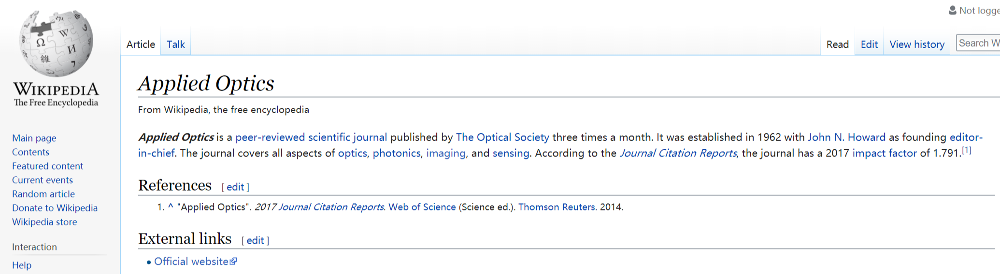 Not logge
Article Talk Read Edit View history Search W
WIKIPEDIA
The Free Encyclopedia
Main page
Contents
Featured content
Current events
Random article
Donate to Wikipedia
Wikipedia store
Interaction
Help
Applied Optics
From Wikipedia, the free encyclopedia
Applied Optics is a peer-reviewed scientific journal published by The Optical Society three times a month. It was established in 1962 with John N. Howard as founding editor-
in-chief. The journal covers all aspects of optics, photonics, imaging, and sensing. According to the Journal Citation Reports, the journal has a 2017 impact factor of 1.791.[1]
References [ edit ]
1. ^ "Applied Optics". 2017 Journal Citation Reports. Web of Science (Science ed.). Thomson Reuters. 2014.
External links [ edit ]
• Official website